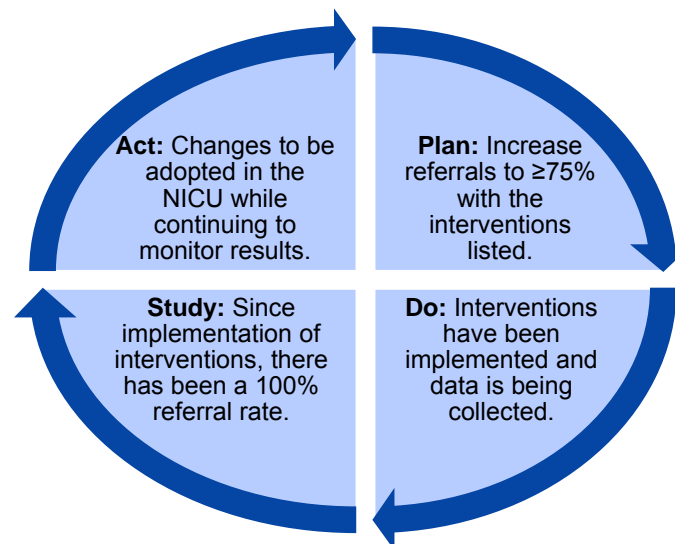 Act: Changes to be
adopted in the
NICU while
continuing to
monitor results.
Plan: Increase
referrals to ≥75%
with the
interventions
listed.
Study: Since
implementation of
interventions, there
has been a 100%
referral rate.
Do: Interventions
have been
implemented and
data is being
collected.